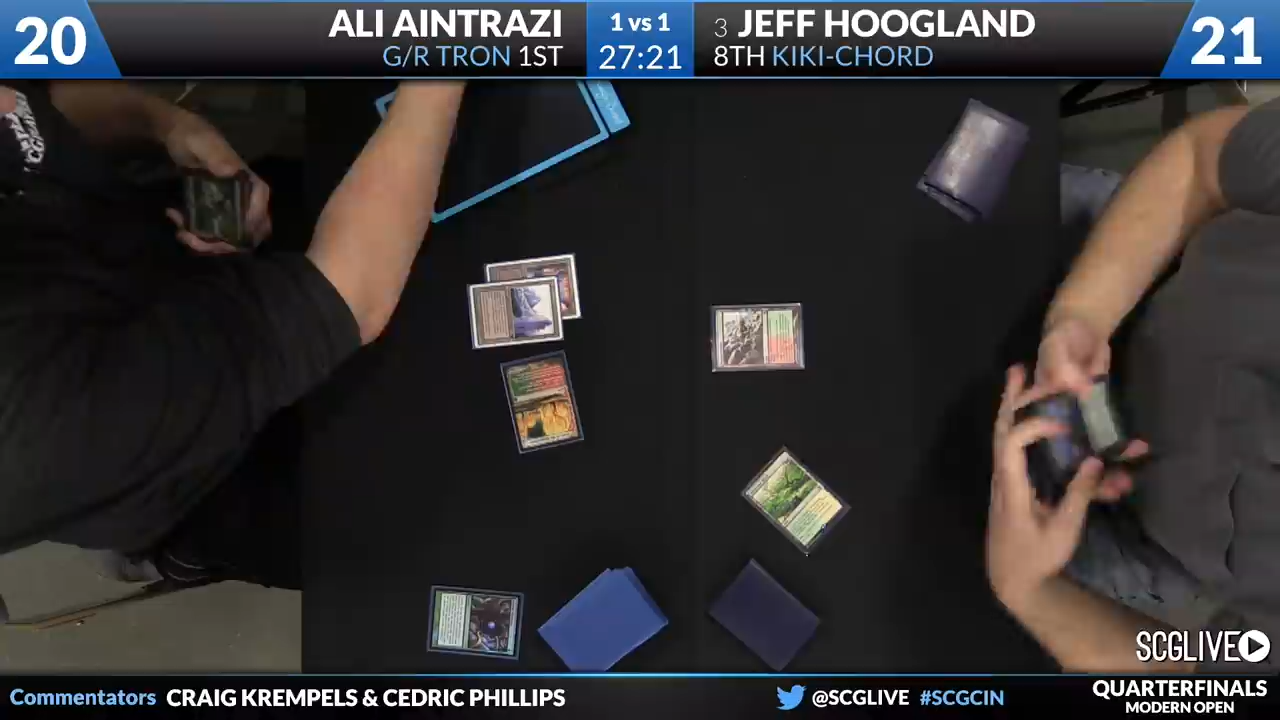 20
ALI AINTRAZI
G/R TRON 1ST
1 vs 1
27:21
3 JEFF HOOGLAND
8TH KIKI-CHORD
21
SCGLIVE
Commentators CRAIG KREMPELS & CEDRIC PHILLIPS
@SCGLIVE #SCGCIN
QUARTERFINALS
MODERN OPEN